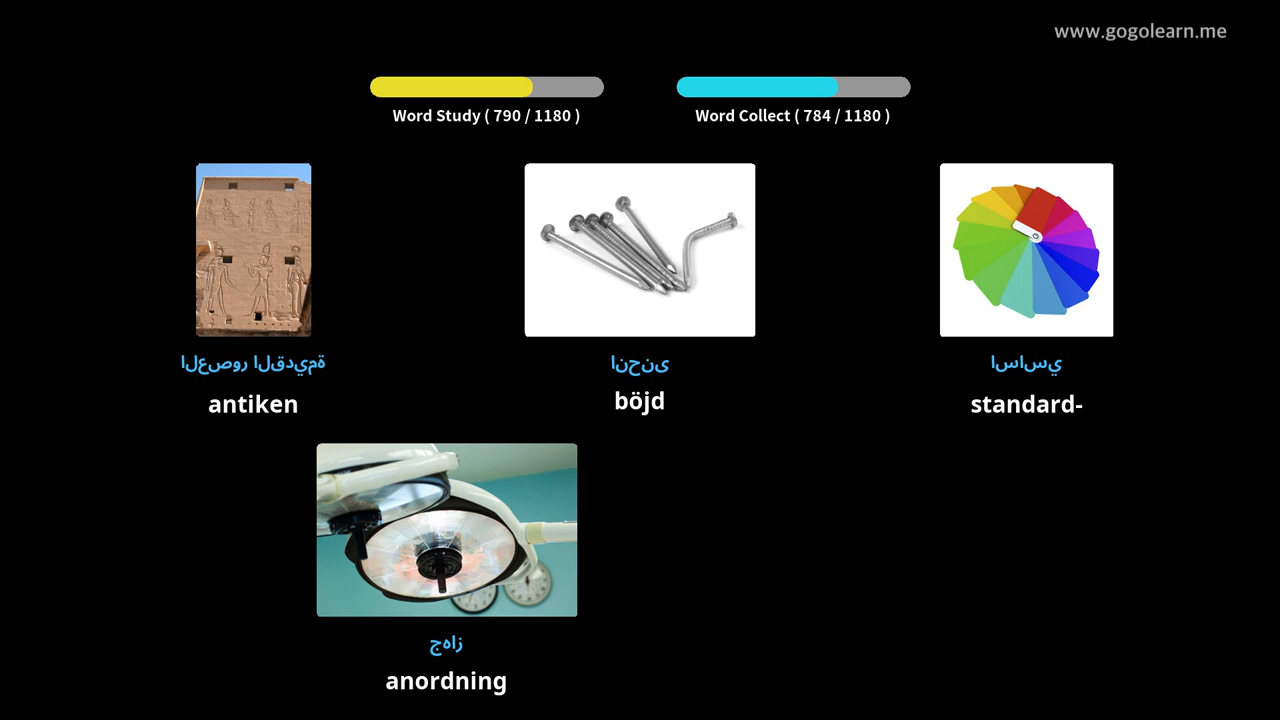 www.gogolearn.me
Word Study ( 790 / 1180 )
Word Collect ( 784 / 1180 )
العصور القديمة
انحنى
اساسي
antiken
böjd
standard-
جهاز
anordning